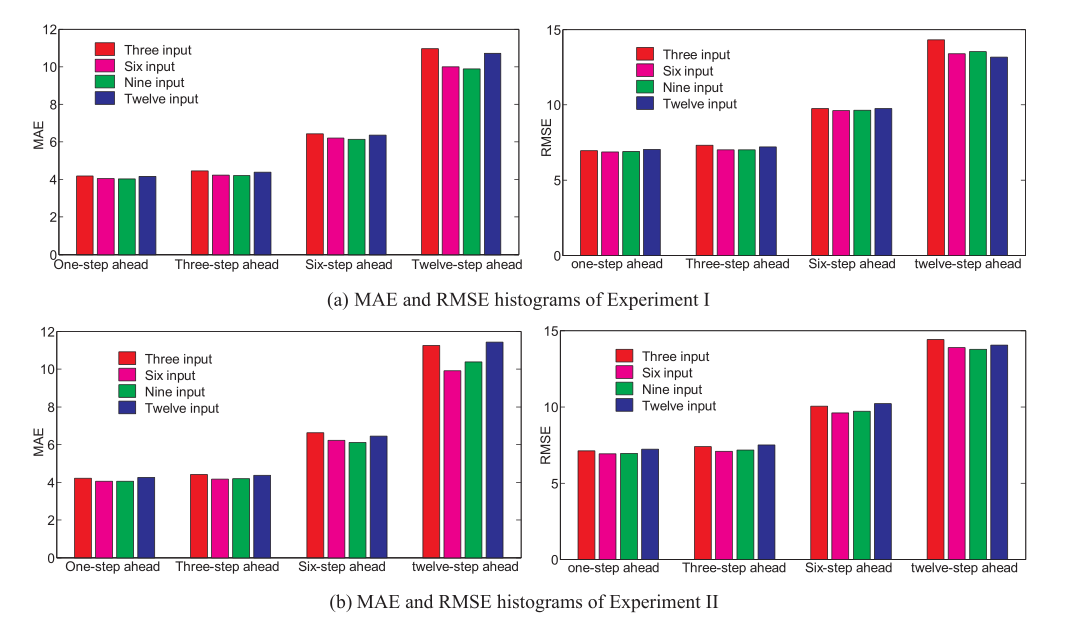 12
10
8
6
4
2
0
MAE
Three input
Six input
Nine input
Twelve input
One-step ahead Three-step ahead Six-step ahead Twelve-step ahead
15
10
5
0
RMSE
Three input
Six input
Nine input
Twelve input
one-step ahead Three-step ahead Six-step ahead twelve-step ahead
(a) MAE and RMSE histograms of Experiment I
12
10
8
6
4
2
0
MAE
Three input
Six input
Nine input
Twelve input
One-step ahead Three-step ahead Six-step ahead twelve-step ahead
15
10
5
0
RMSE
Three input
Six input
Nine input
Twelve input
one-step ahead Three-step ahead Six-step ahead twelve-step ahead
(b) MAE and RMSE histograms of Experiment II